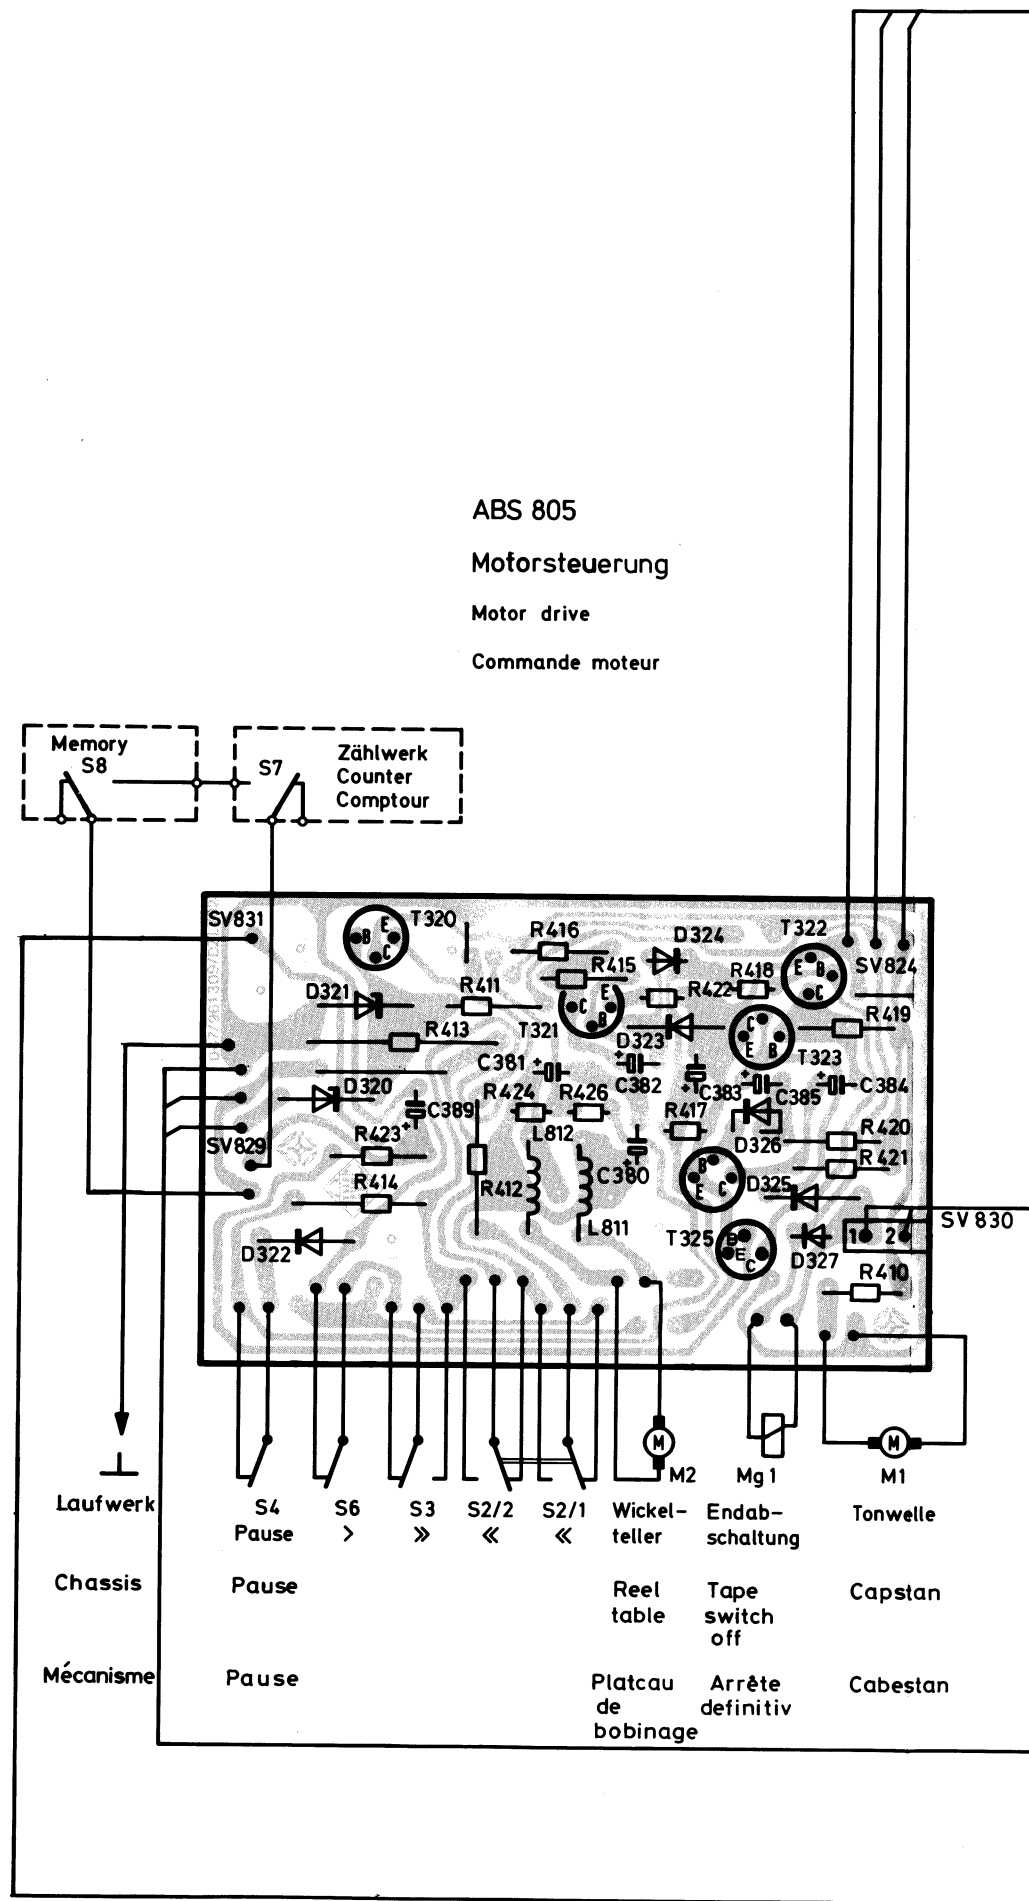 ABS 805
Motorsteuerung
Motor drive
Commande moteur
Memory
S8
S7
Zählwerk
Counter
Comptour
SV831
T320
R416
D324
T322
B
E
C
R415
R418
E
B
C
SV824
D321
R411
R422
R419
E
C
B
T321
D323
C
E
B
T323
R413
C381
C382
C383
C385
C384
D320
C389
R424
R426
R417
D326
R420
SV829
R423
L812
R421
R414
R412
C380
B
E
C
D325
L811
T325
B
E
C
D327
1
2
SV 830
D322
R410
M
M
M2
Mg 1
M1
Laufwerk
S4
S6
S3
S2/2
S2/1
Wickel-
Endab-
Tonwelle
Pause
>
»
«
«
teller
schaltung
Chassis
Pause
Reel
table
Tape
switch
off
Capstan
Mécanisme
Pause
Platcau
de
bobinage
Arrête
definitiv
Cabestan